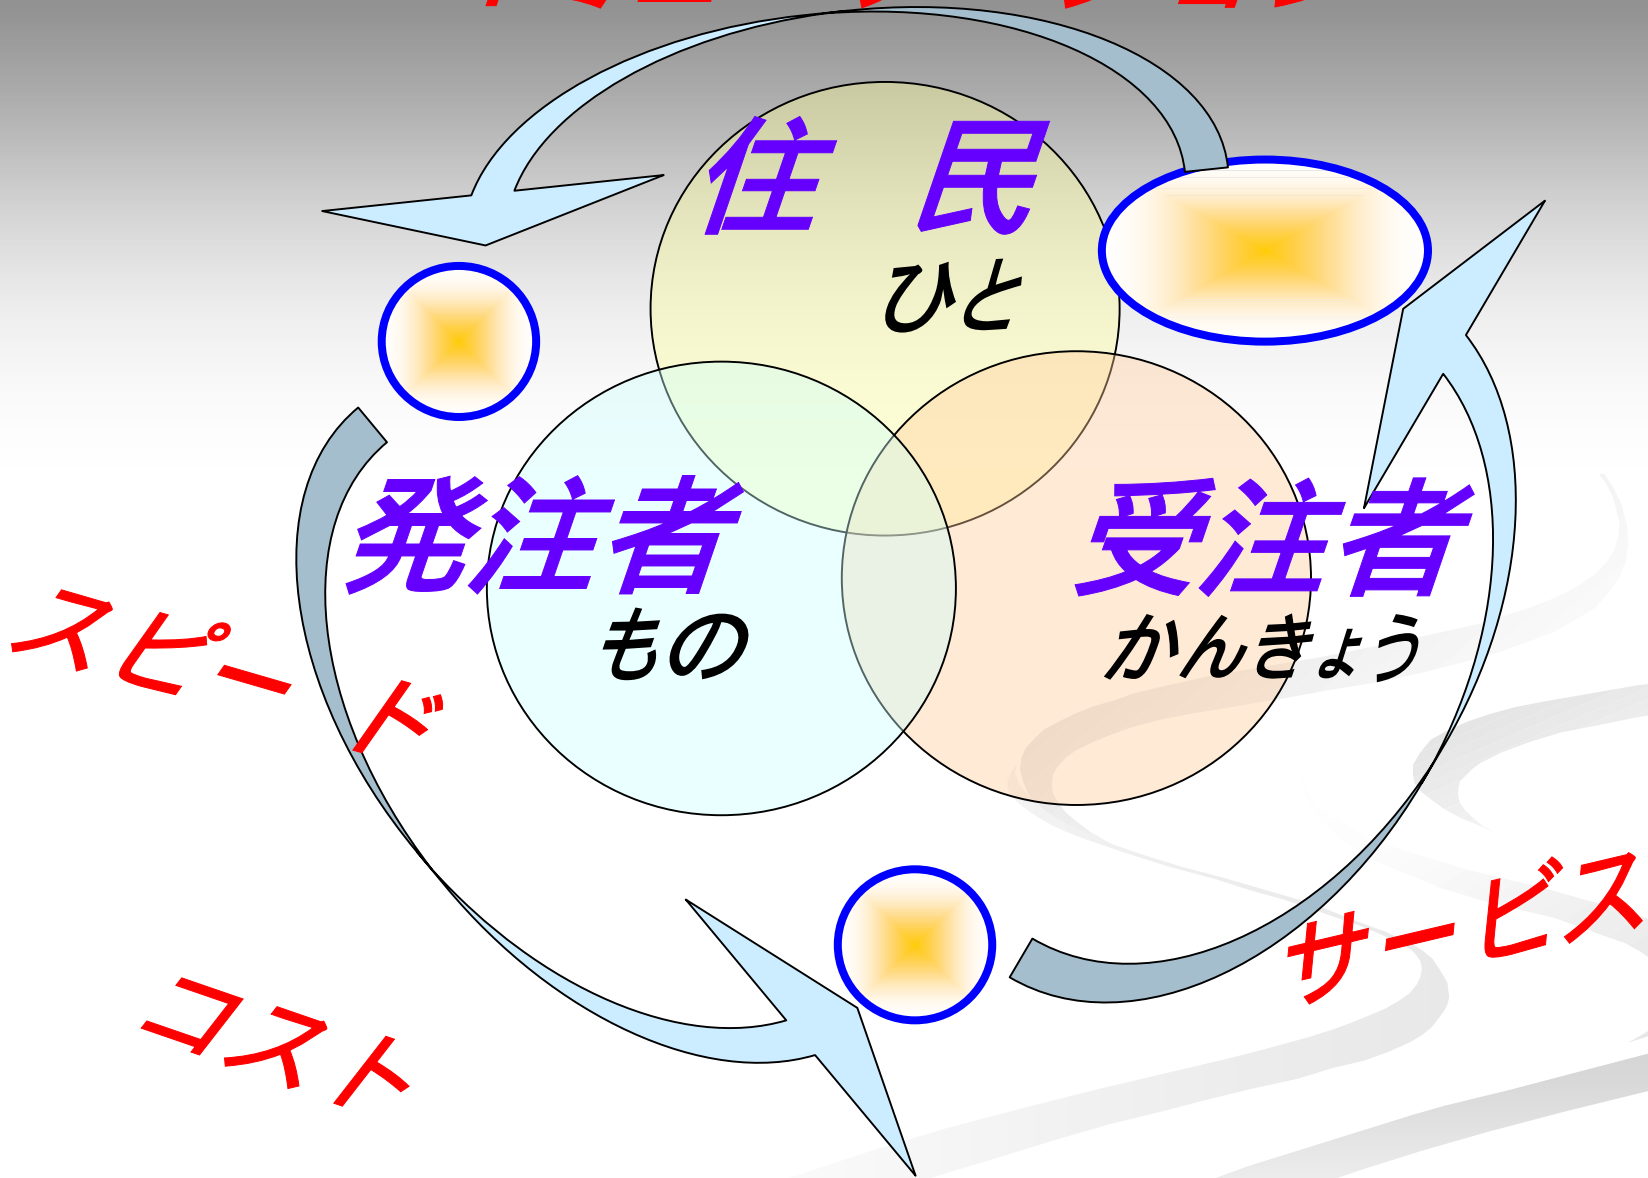 住　民
ひと
発注者
もの
受注者
かんきょう
スピード
サービス
コスト